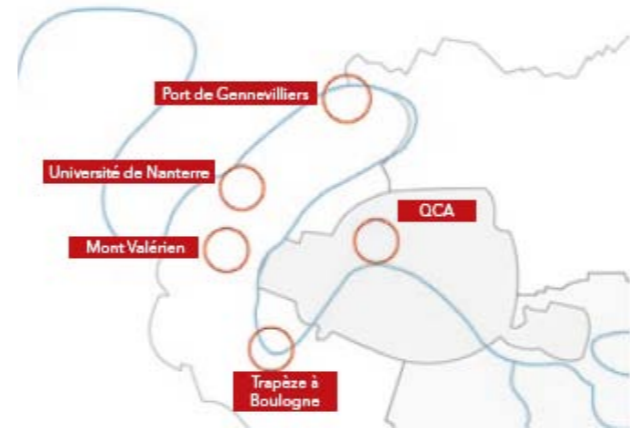 Port de Gennevilliers
Université de Nanterre
QCA
Mont Valérien
Trapèze à
Boulogne